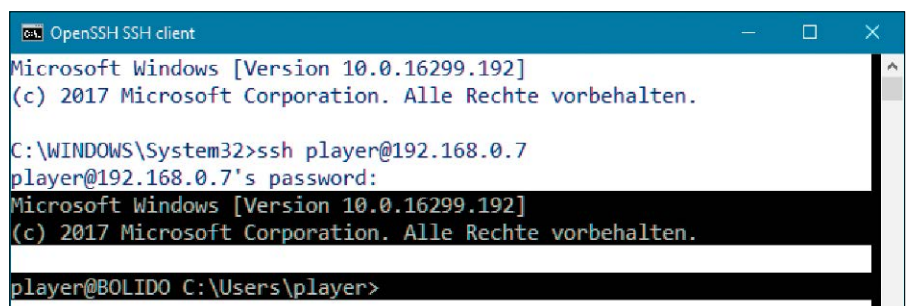 OpenSSH SSH client
Microsoft Windows [Version 10.0.16299.192]
(c) 2017 Microsoft Corporation. Alle Rechte vorbehalten.
C:\WINDOWS\System32>ssh player@192.168.0.7
player@192.168.0.7's password:
Microsoft Windows [Version 10.0.16299.192]
(c) 2017 Microsoft Corporation. Alle Rechte vorbehalten.
player@BOLIDO C:\Users\player>